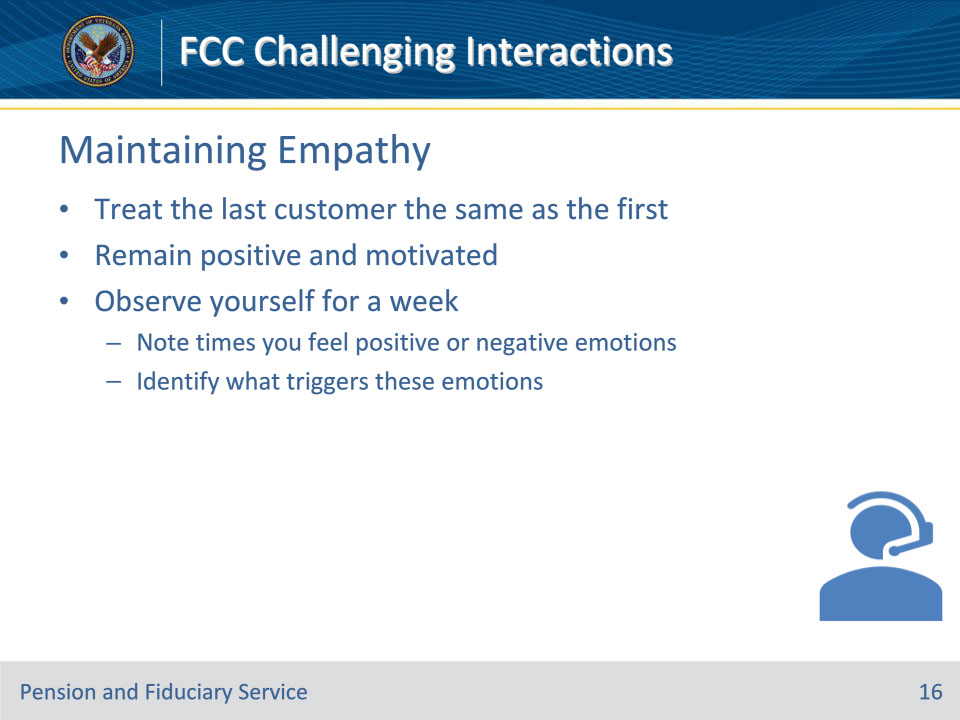 FCC Challenging Interactions
Maintaining Empathy
• Treat the last customer the same as the first
• Remain positive and motivated
• Observe yourself for a week
– Note times you feel positive or negative emotions
– Identify what triggers these emotions
Pension and Fiduciary Service
16